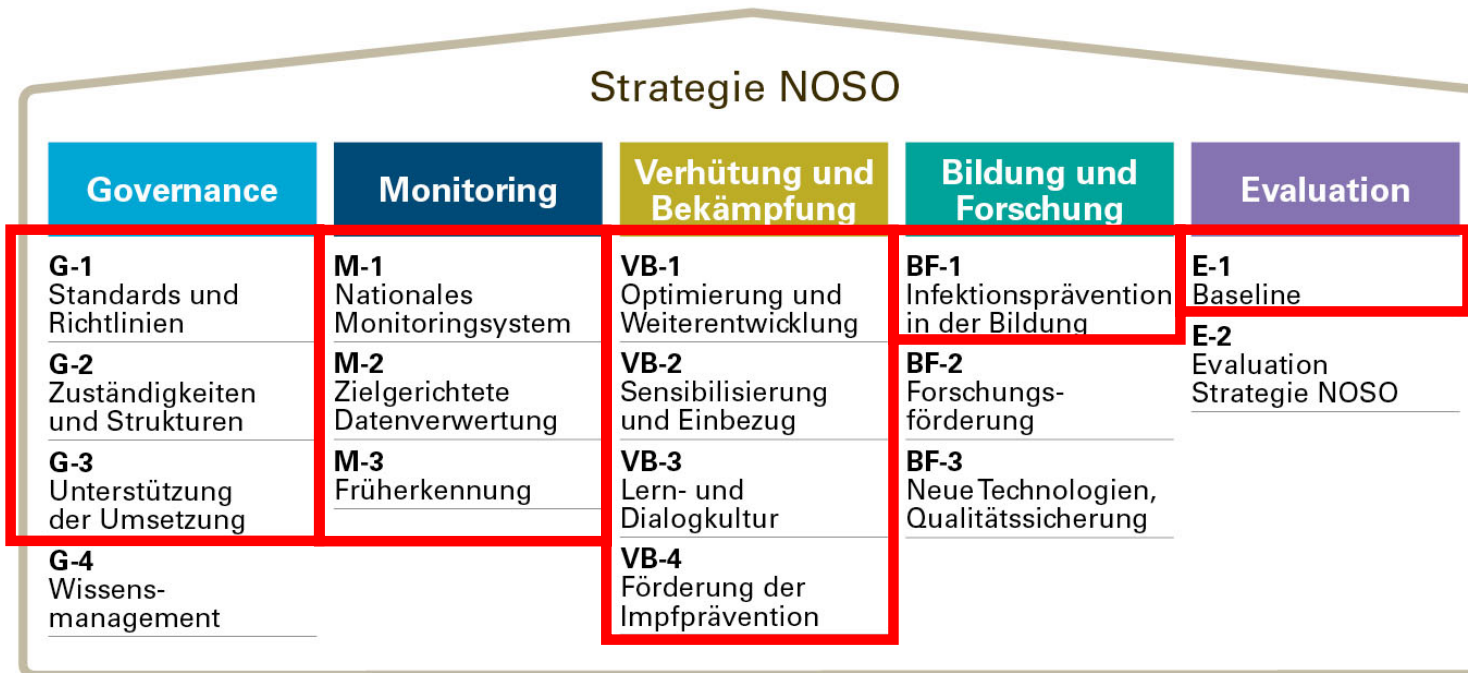 Strategie NOSO
Governance
G-1
Standards und
Richtlinien
G-2
Zuständigkeiten
und Strukturen
G-3
Unterstützung
der Umsetzung
G-4
Wissens-
management
Monitoring
M-1
Nationales
Monitoringsystem
M-2
Zielgerichtete
Datenverwertung
M-3
Früherkennung
Verhütung und
Bekämpfung
VB-1
Optimierung und
Weiterentwicklung
VB-2
Sensibilisierung
und Einbezug
VB-3
Lern- und
Dialogkultur
VB-4
Förderung der
Impfprävention
Bildung und
Forschung
BF-1
Infektionsprävention
in der Bildung
BF-2
Forschungs-
förderung
BF-3
Neue Technologien,
Qualitätssicherung
Evaluation
E-1
Baseline
E-2
Evaluation
Strategie NOSO